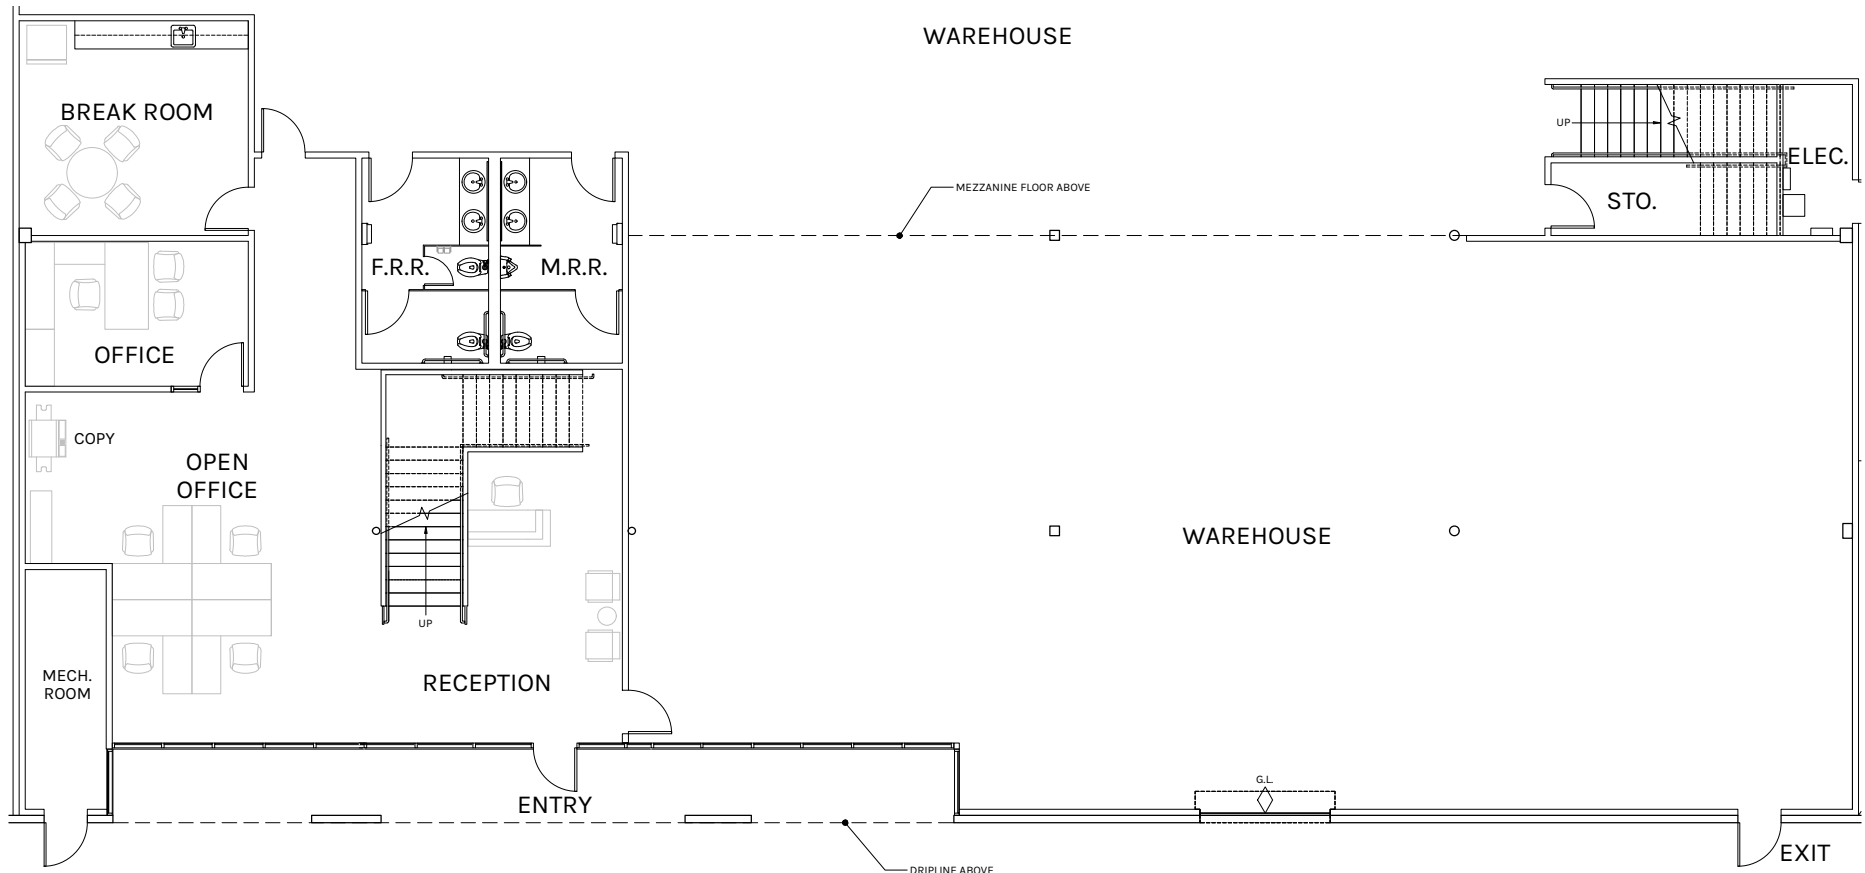 WAREHOUSE
BREAK ROOM
UP
ELEC.
MEZZANINE FLOOR ABOVE
STO.
F.R.R.
M.R.R.
OFFICE
COPY
OPEN
OFFICE
WAREHOUSE
UP
MECH.
ROOM
RECEPTION
G.L.
ENTRY
EXIT
DRIPLINE ABOVE